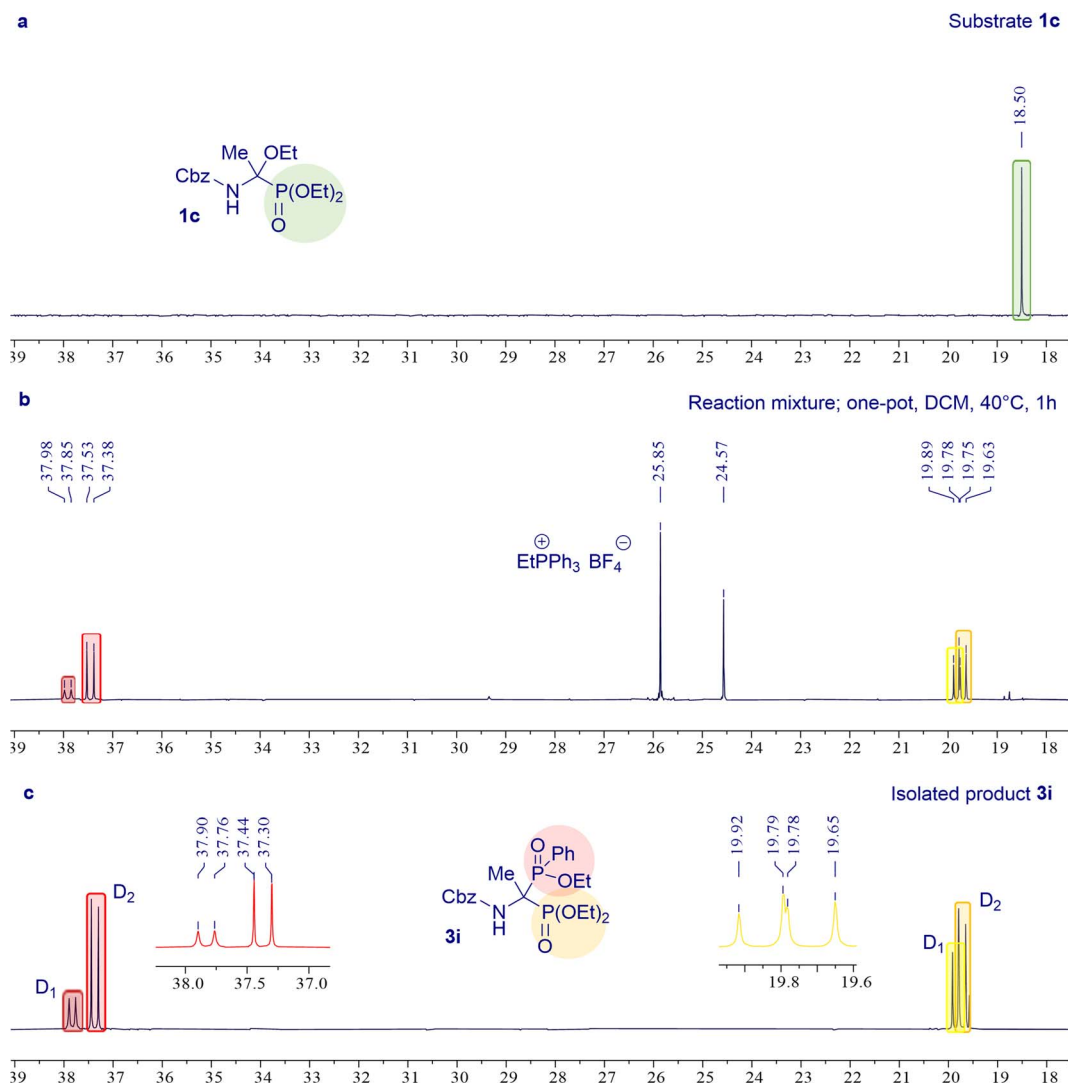 a
Substrate 1c
18.50
Me OEt
Cbz N H P(OEt)2
O
1c
39 38 37 36 35 34 33 32 31 30 29 28 27 26 25 24 23 22 21 20 19 18
b
Reaction mixture; one-pot, DCM, 40°C, 1h
37.98 37.85 37.53 37.38 25.85 24.57 19.89 19.78 19.75 19.63
EtPPh3 ⊕ BF4 ⊖
39 38 37 36 35 34 33 32 31 30 29 28 27 26 25 24 23 22 21 20 19 18
c
Isolated product 3i
37.90 37.76 37.44 37.30
O Ph
Me P OEt
Cbz N H P(OEt)2
O
3i
19.92 19.79 19.78 19.65
D1 D2
38.0 37.5 37.0
19.8 19.6
D1 D2
39 38 37 36 35 34 33 32 31 30 29 28 27 26 25 24 23 22 21 20 19 18